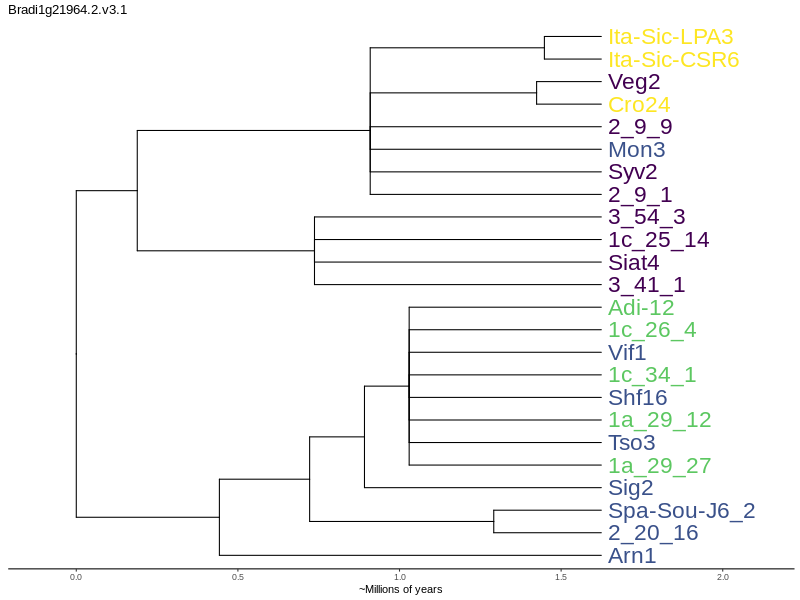 Bradi1g21964.2.v3.1
Ita-Sic-LPA3
Ita-Sic-CSR6
Veg2
Cro24
2_9_9
Mon3
Syv2
2_9_1
3_54_3
1c_25_14
Siat4
3_41_1
Adi-12
1c_26_4
Vif1
1c_34_1
Shf16
1a_29_12
Tso3
1a_29_27
Sig2
Spa-Sou-J6_2
2_20_16
Arn1
0.0 0.5 1.0 1.5 2.0
~Millions of years